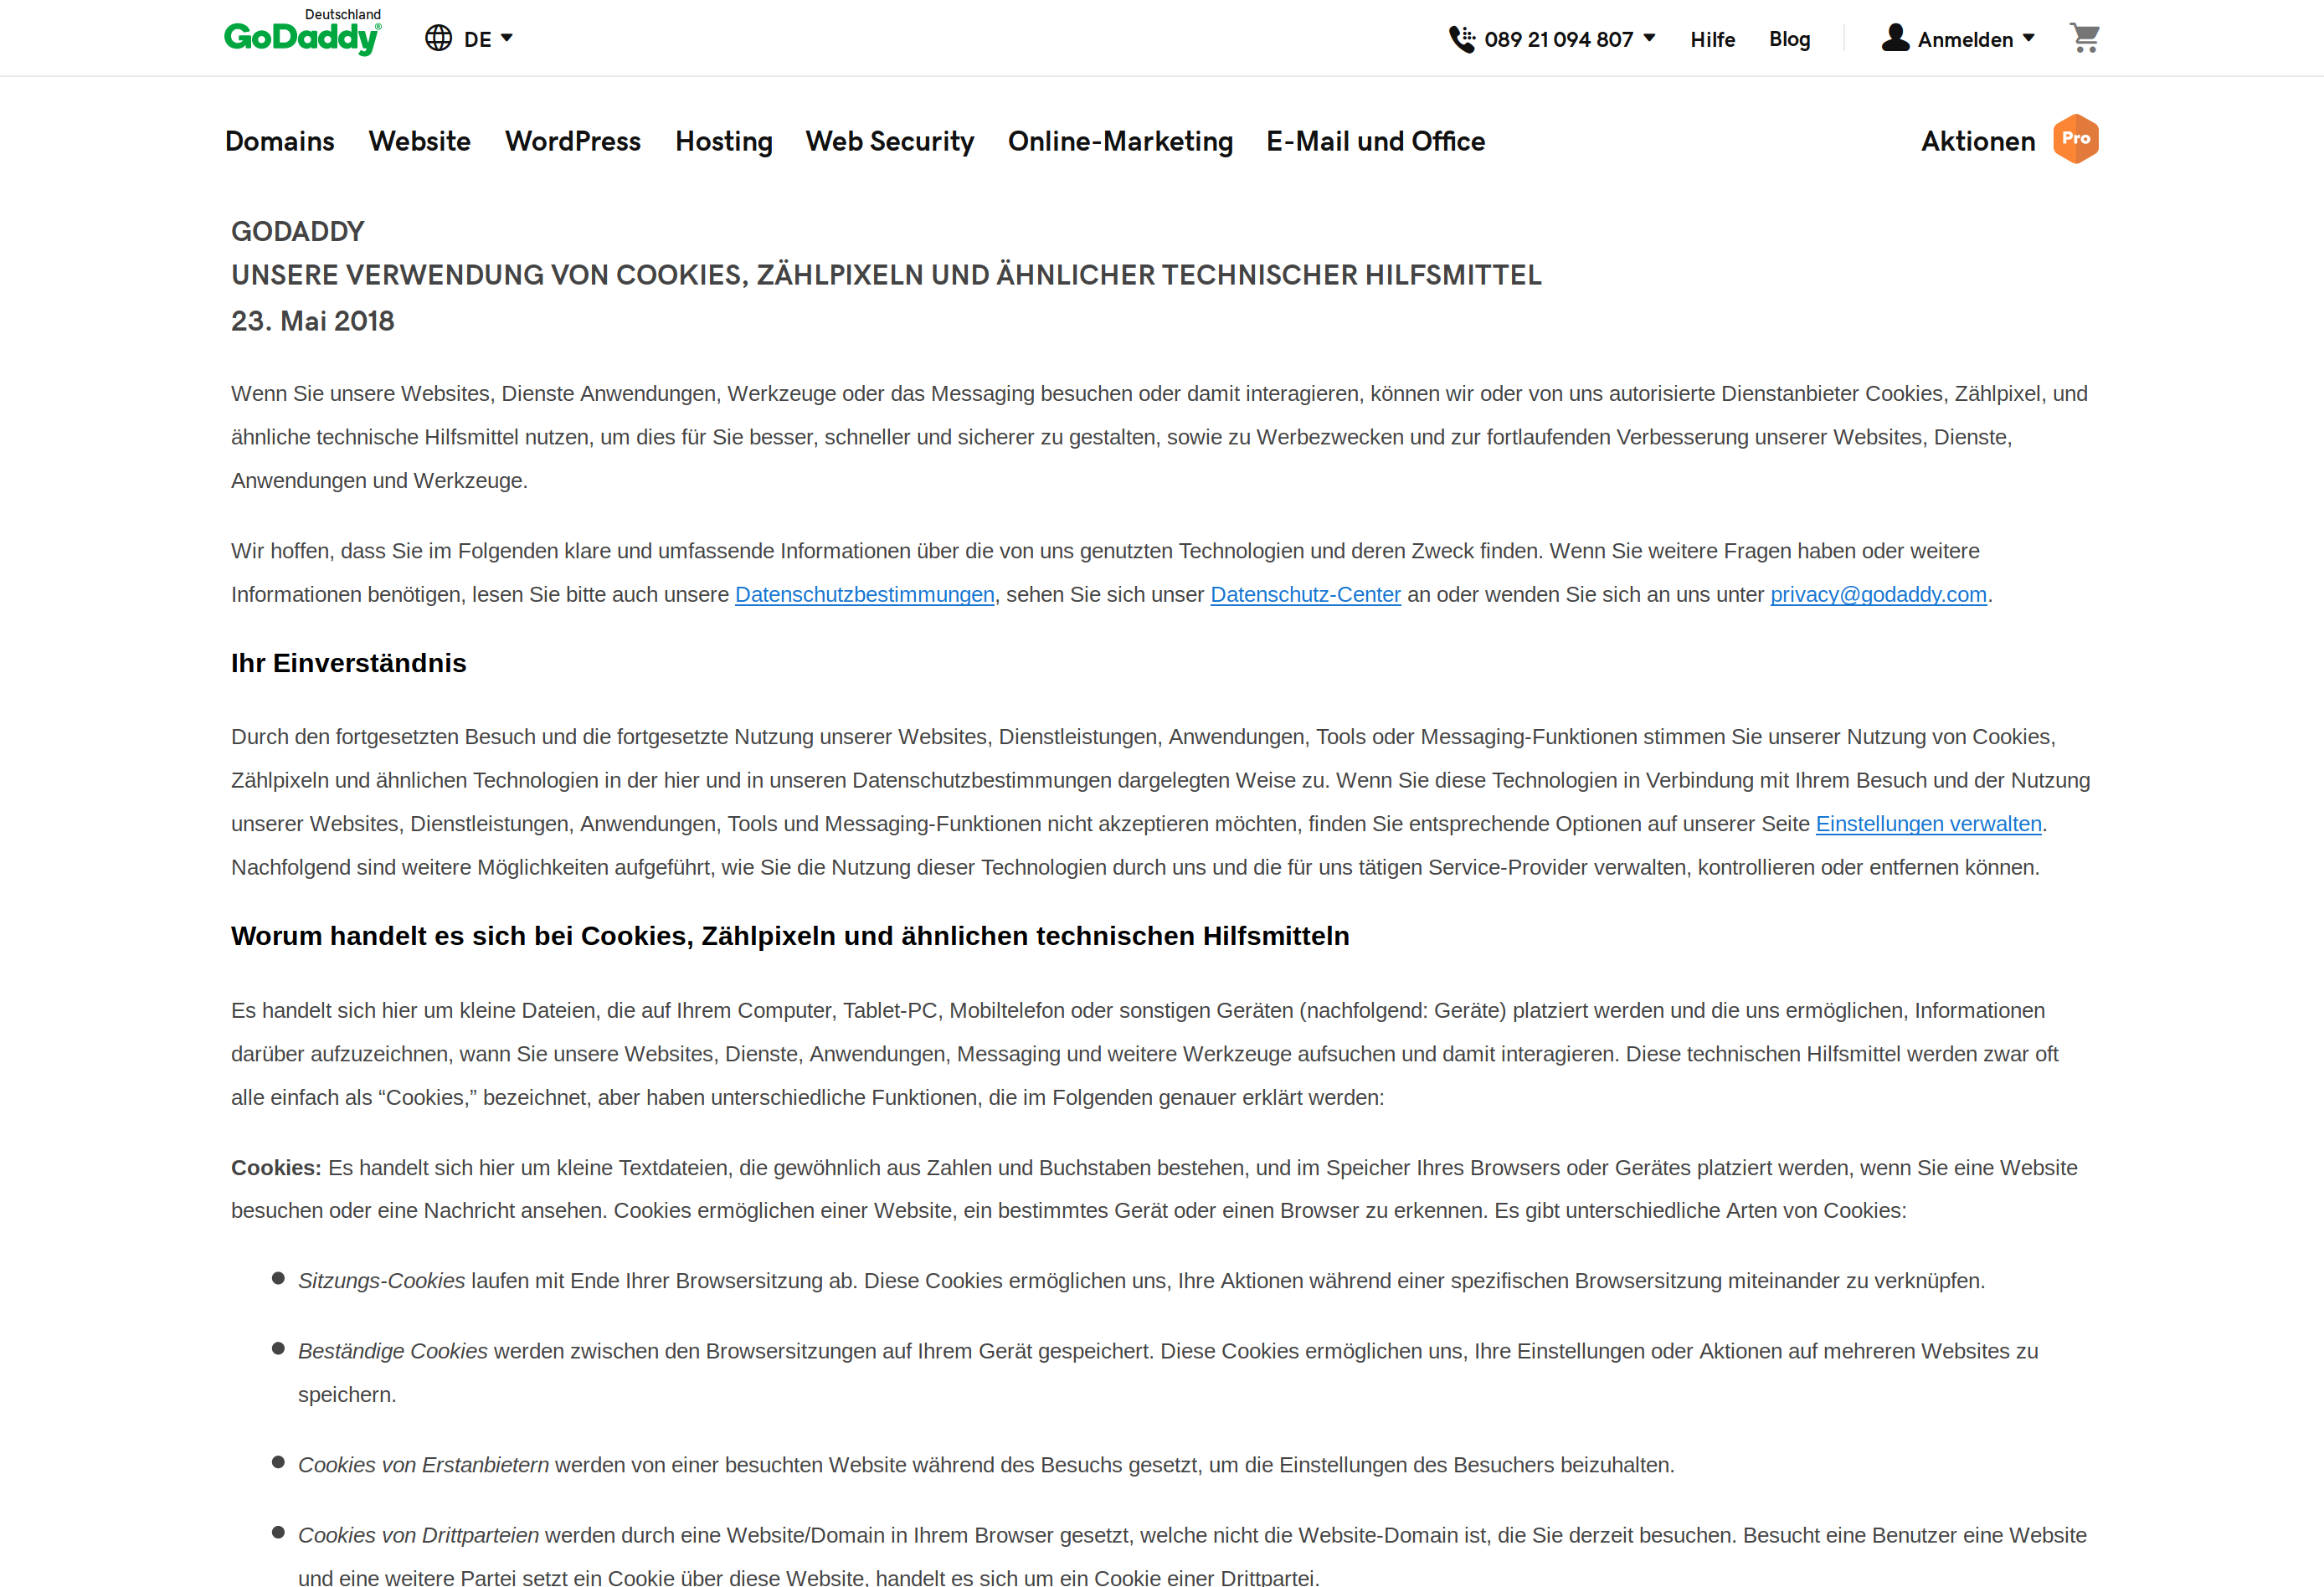 Deutschland
GoDaddy®
DE
089 21 094 807
Hilfe
Blog
Anmelden
Domains Website WordPress Hosting Web Security Online-Marketing E-Mail und Office Aktionen Pro
GODADDY
UNSERE VERWENDUNG VON COOKIES, ZÄHLPIXELN UND ÄHNLICHER TECHNISCHER HILFSMITTEL
23. Mai 2018
Wenn Sie unsere Websites, Dienste Anwendungen, Werkzeuge oder das Messaging besuchen oder damit interagieren, können wir oder von uns autorisierte Dienstanbieter Cookies, Zählpixel, und
ähnliche technische Hilfsmittel nutzen, um dies für Sie besser, schneller und sicherer zu gestalten, sowie zu Werbezwecken und zur fortlaufenden Verbesserung unserer Websites, Dienste,
Anwendungen und Werkzeuge.
Wir hoffen, dass Sie im Folgenden klare und umfassende Informationen über die von uns genutzten Technologien und deren Zweck finden. Wenn Sie weitere Fragen haben oder weitere
Informationen benötigen, lesen Sie bitte auch unsere Datenschutzbestimmungen, sehen Sie sich unser Datenschutz-Center an oder wenden Sie sich an uns unter privacy@godaddy.com.
Ihr Einverständnis
Durch den fortgesetzten Besuch und die fortgesetzte Nutzung unserer Websites, Dienstleistungen, Anwendungen, Tools oder Messaging-Funktionen stimmen Sie unserer Nutzung von Cookies,
Zählpixeln und ähnlichen Technologien in der hier und in unseren Datenschutzbestimmungen dargelegten Weise zu. Wenn Sie diese Technologien in Verbindung mit Ihrem Besuch und der Nutzung
unserer Websites, Dienstleistungen, Anwendungen, Tools und Messaging-Funktionen nicht akzeptieren möchten, finden Sie entsprechende Optionen auf unserer Seite Einstellungen verwalten.
Nachfolgend sind weitere Möglichkeiten aufgeführt, wie Sie die Nutzung dieser Technologien durch uns und die für uns tätigen Service-Provider verwalten, kontrollieren oder entfernen können.
Worum handelt es sich bei Cookies, Zählpixeln und ähnlichen technischen Hilfsmitteln
Es handelt sich hier um kleine Dateien, die auf Ihrem Computer, Tablet-PC, Mobiltelefon oder sonstigen Geräten (nachfolgend: Geräte) platziert werden und die uns ermöglichen, Informationen
darüber aufzuzeichnen, wann Sie unsere Websites, Dienste, Anwendungen, Messaging und weitere Werkzeuge aufsuchen und damit interagieren. Diese technischen Hilfsmittel werden zwar oft
alle einfach als “Cookies,” bezeichnet, aber haben unterschiedliche Funktionen, die im Folgenden genauer erklärt werden:
Cookies: Es handelt sich hier um kleine Textdateien, die gewöhnlich aus Zahlen und Buchstaben bestehen, und im Speicher Ihres Browsers oder Gerätes platziert werden, wenn Sie eine Website
besuchen oder eine Nachricht ansehen. Cookies ermöglichen einer Website, ein bestimmtes Gerät oder einen Browser zu erkennen. Es gibt unterschiedliche Arten von Cookies:
Sitzungs-Cookies laufen mit Ende Ihrer Browsersitzung ab. Diese Cookies ermöglichen uns, Ihre Aktionen während einer spezifischen Browsersitzung miteinander zu verknüpfen.
Beständige Cookies werden zwischen den Browsersitzungen auf Ihrem Gerät gespeichert. Diese Cookies ermöglichen uns, Ihre Einstellungen oder Aktionen auf mehreren Websites zu
speichern.
Cookies von Erstanbietern werden von einer besuchten Website während des Besuchs gesetzt, um die Einstellungen des Besuchers beizuhalten.
Cookies von Drittparteien werden durch eine Website/Domain in Ihrem Browser gesetzt, welche nicht die Website-Domain ist, die Sie derzeit besuchen. Besucht eine Benutzer eine Website
und eine weitere Partei setzt ein Cookie über diese Website, handelt es sich um ein Cookie einer Drittpartei.